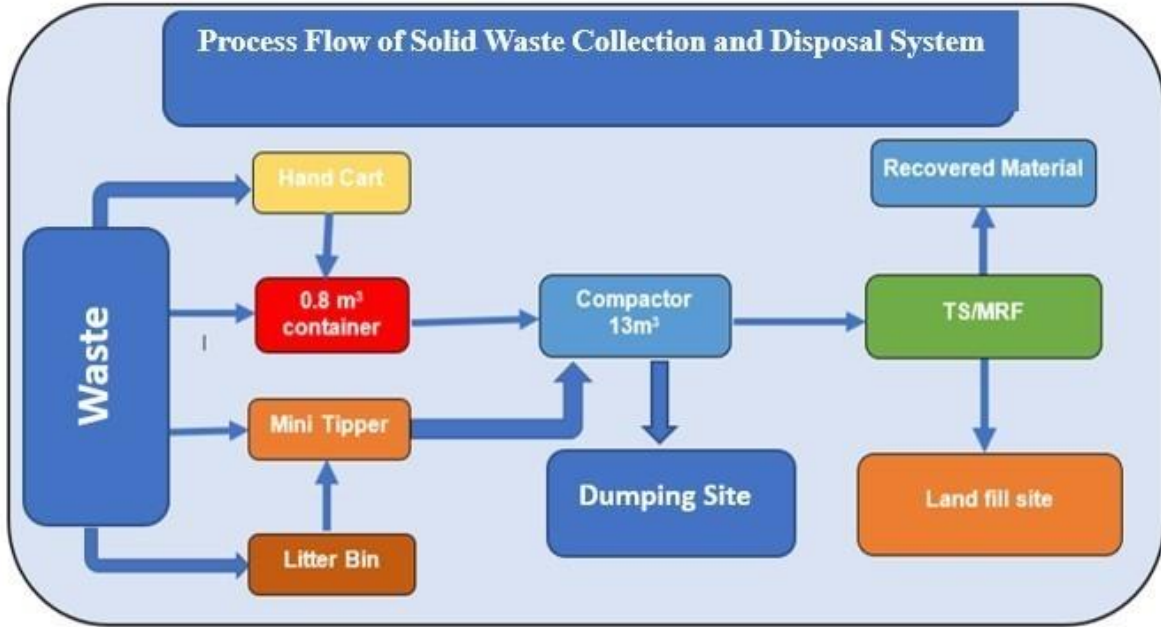 Process Flow of Solid Waste Collection and Disposal System
Hand Cart
Recovered Material
Waste
0.8 m³
container
Compactor
13m³
TS/MRF
Mini Tipper
Dumping Site
Land fill site
Litter Bin